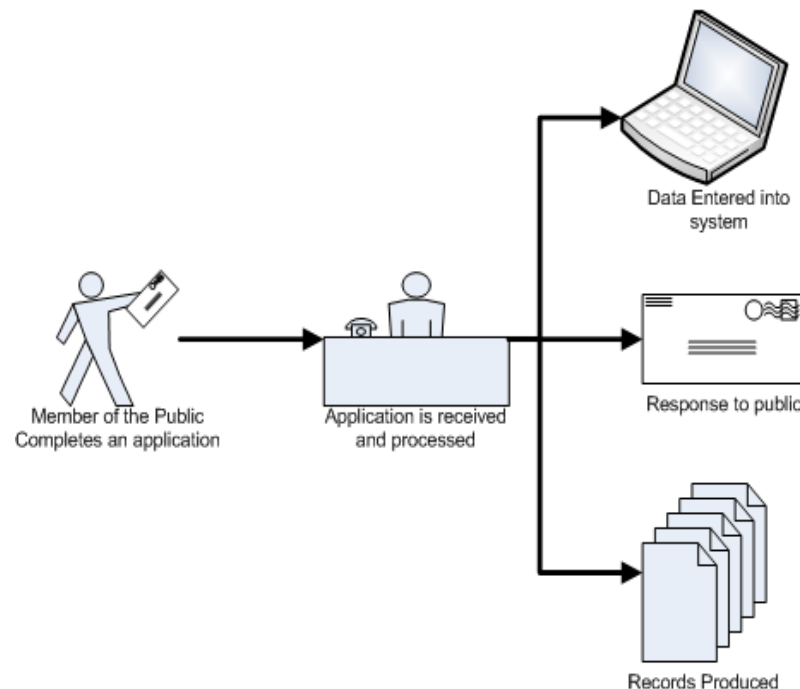 Data Entered into
system
Member of the Public
Completes an application
Application is received
and processed
Response to public
Records Produced